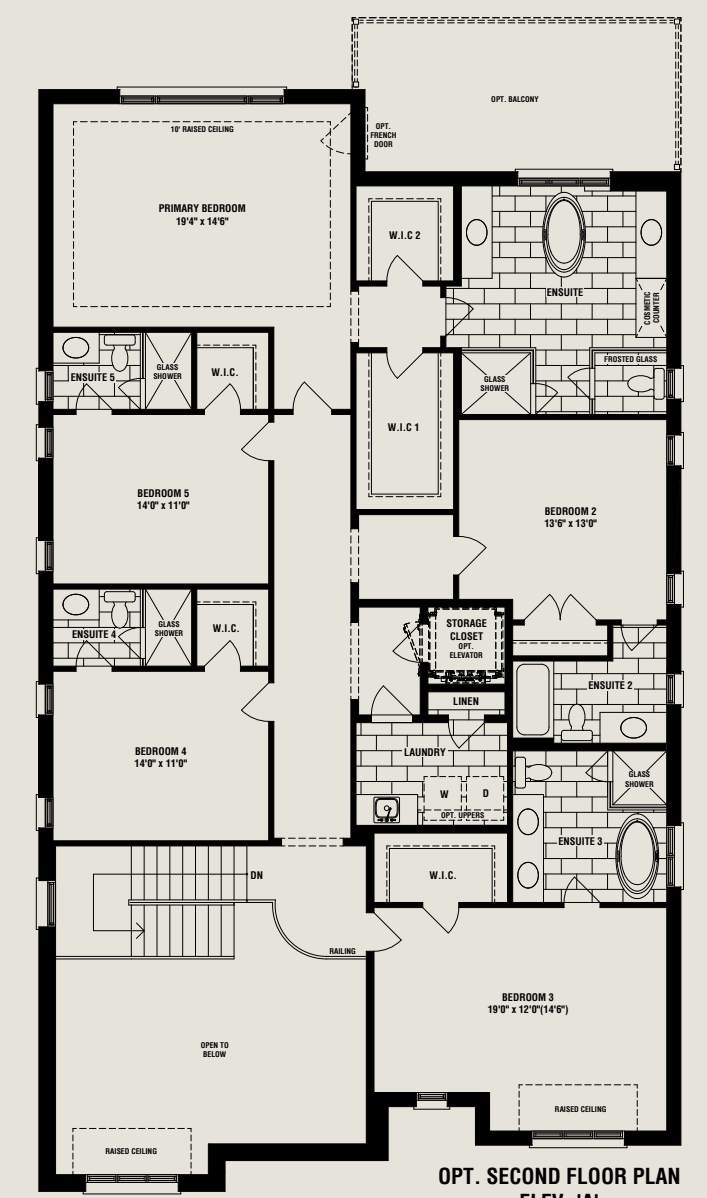 OPT. BALCONY
10' RAISED CEILING
OPT.
FRENCH
DOOR
PRIMARY BEDROOM
19'4" x 14'6"
W.I.C 2
ENSUITE
COSMETIC
COUNTER
ENSUITE 5
GLASS
SHOWER
W.I.C.
GLASS
SHOWER
FROSTED GLASS
W.I.C 1
BEDROOM 5
14'0" x 11'0"
BEDROOM 2
13'6" x 13'0"
ENSUITE 4
GLASS
SHOWER
W.I.C.
STORAGE
CLOSET
OPT.
ELEVATOR
LINEN
ENSUITE 2
BEDROOM 4
14'0" x 11'0"
LAUNDRY
W
D
OPT. UPPERS
GLASS
SHOWER
ENSUITE 3
DN
W.I.C.
RAILING
BEDROOM 3
19'0" x 12'0"(14'6")
OPEN TO
BELOW
RAISED CEILING
RAISED CEILING
OPT. SECOND FLOOR PLAN
ELEV. 'A'